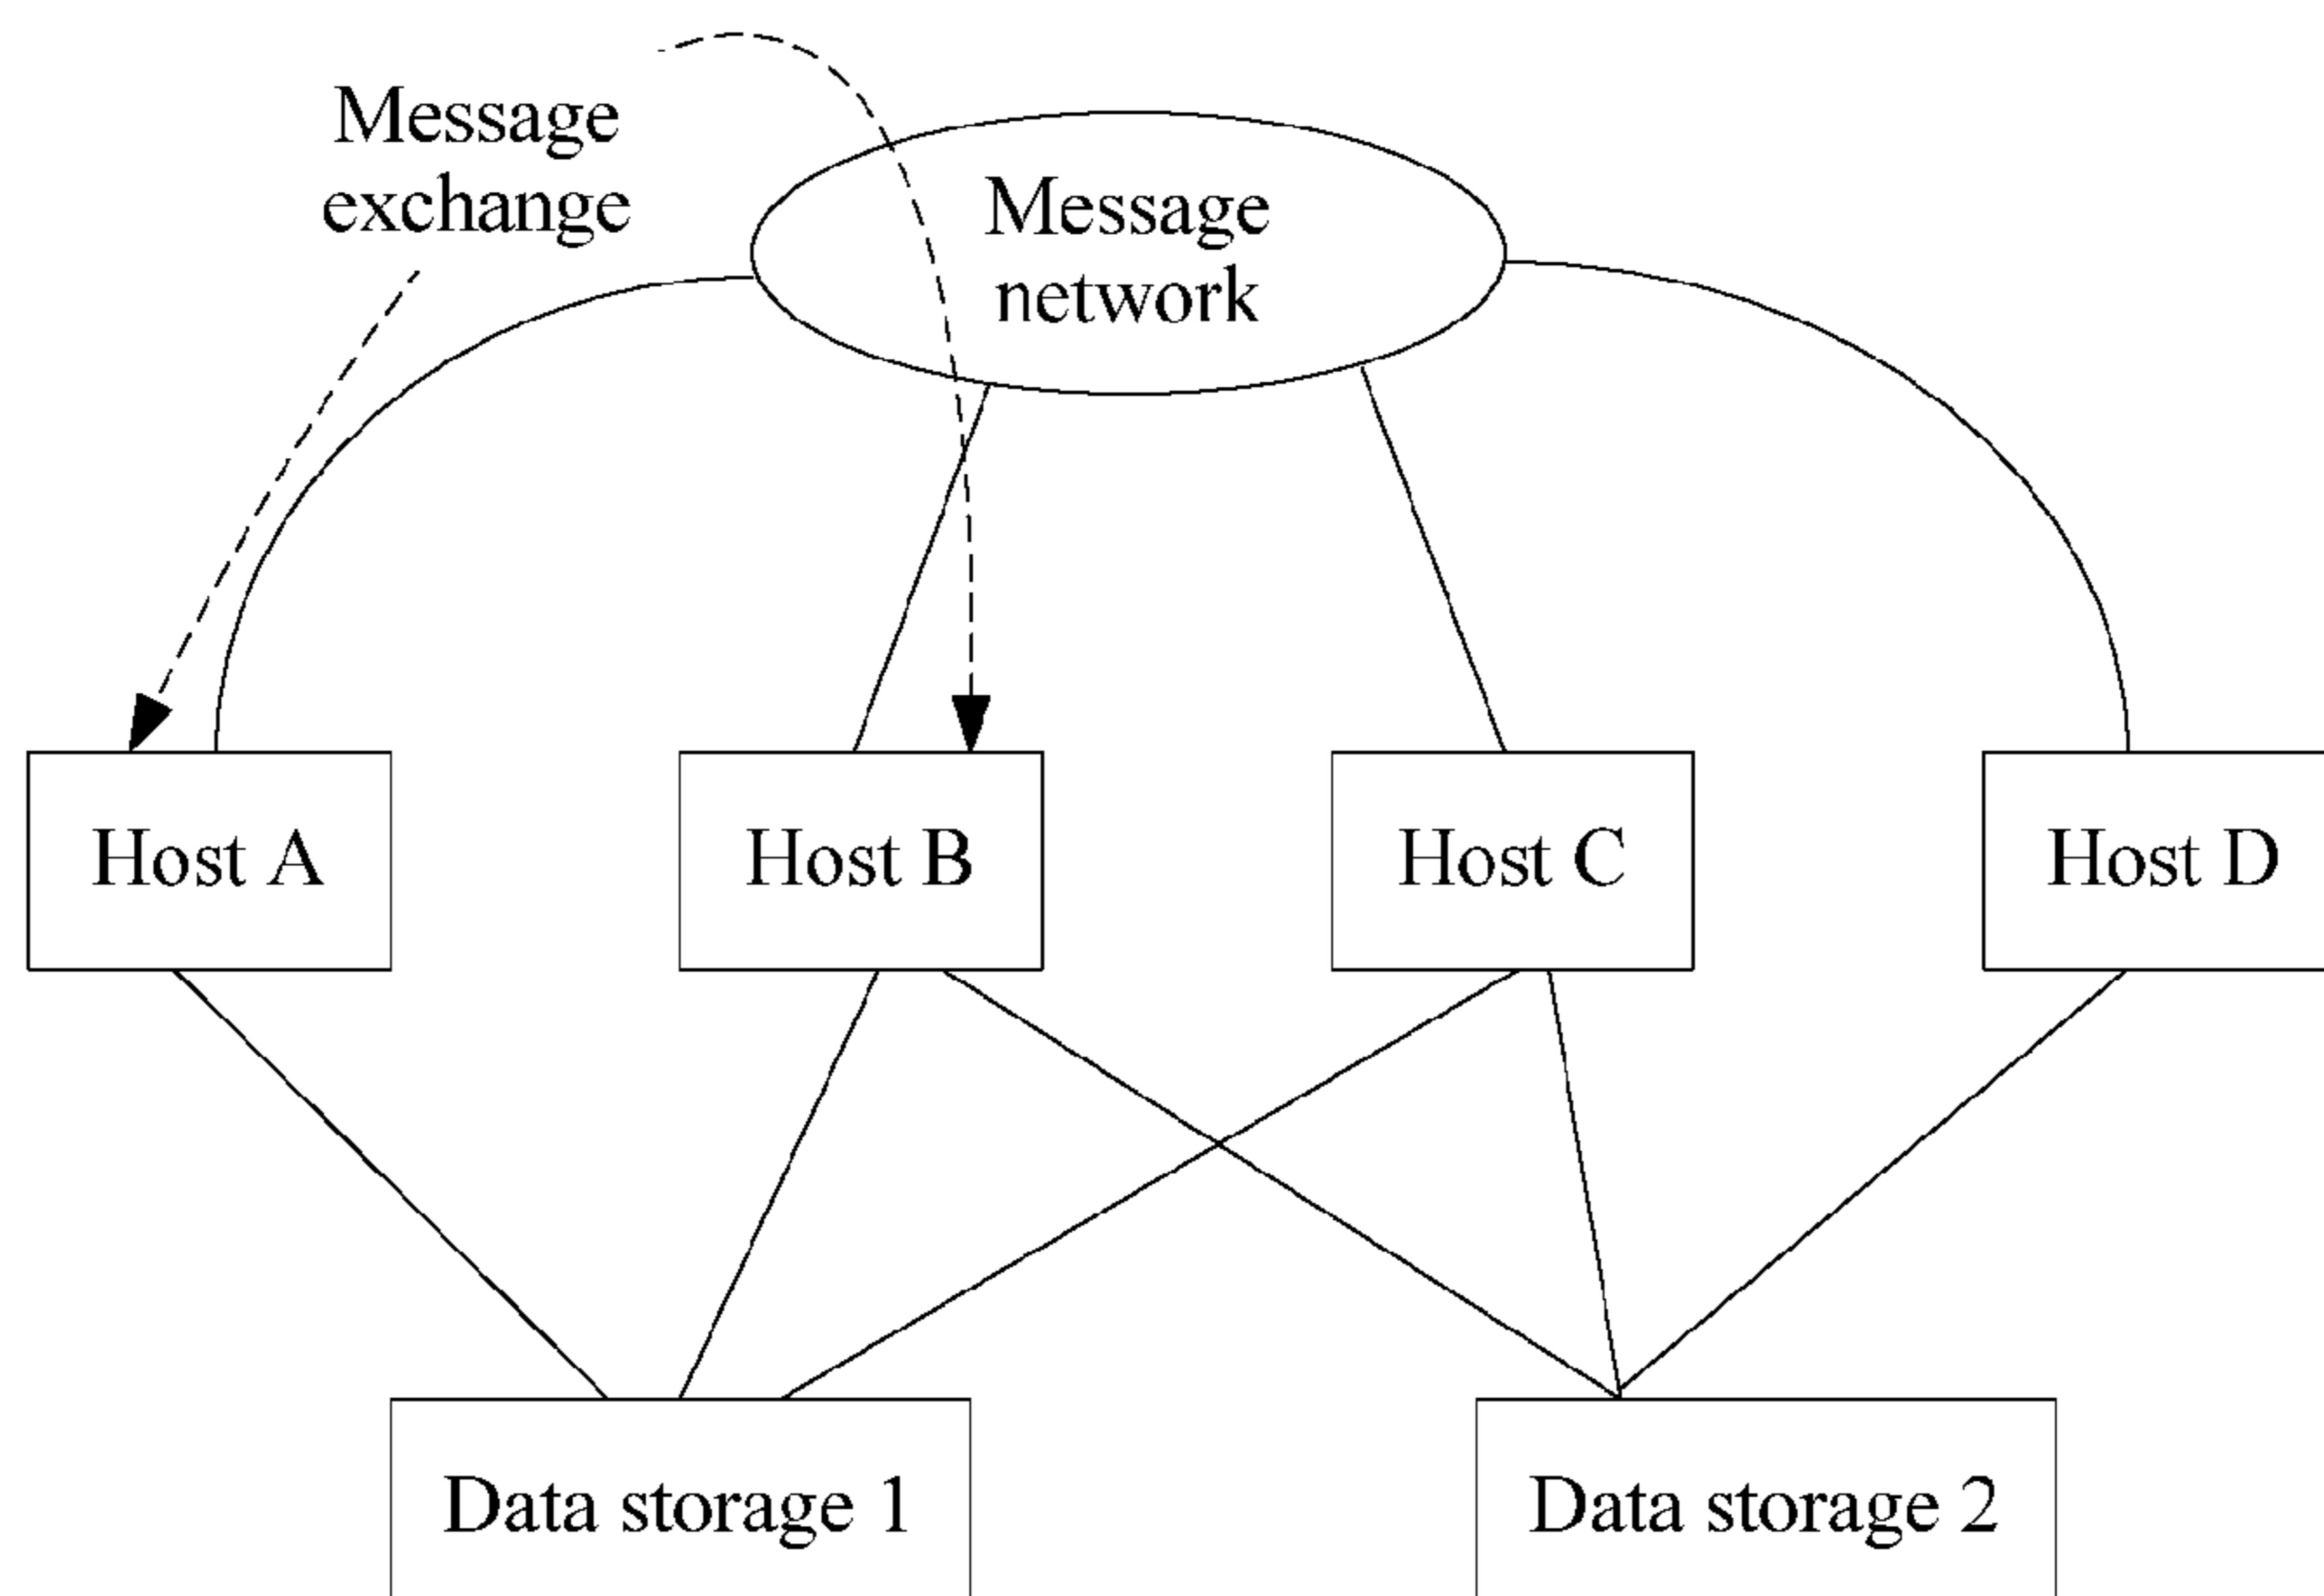 Message
exchange
Message
network
Host A
Host B
Host C
Host D
Data storage 1
Data storage 2